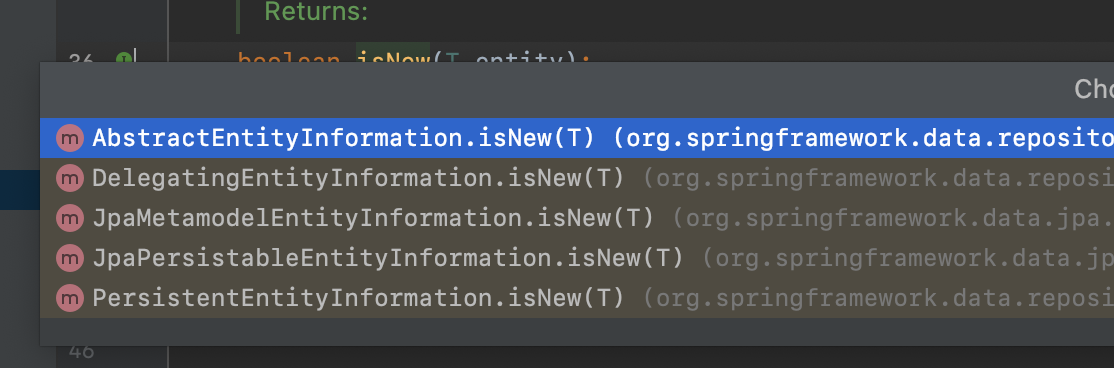 Returns:
36 boolean isNew(T entity);
Cho
m AbstractEntityInformation.isNew(T) (org.springframework.data.reposito
m DelegatingEntityInformation.isNew(T) (org.springframework.data.reposi
m JpaMetamodelEntityInformation.isNew(T) (org.springframework.data.jpa.
m JpaPersistableEntityInformation.isNew(T) (org.springframework.data.jp
m PersistentEntityInformation.isNew(T) (org.springframework.data.reposi
46